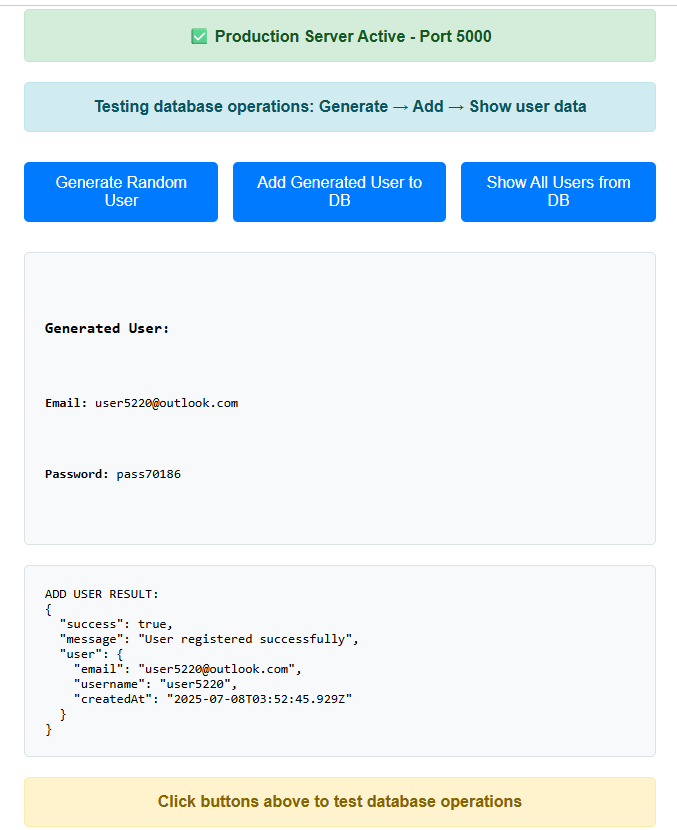 ✅ Production Server Active - Port 5000
Testing database operations: Generate → Add → Show user data
Generate Random
User
Add Generated User to
DB
Show All Users from
DB
Generated User:
Email: user5220@outlook.com
Password: pass70186
ADD USER RESULT:
{
  "success": true,
  "message": "User registered successfully",
  "user": {
    "email": "user5220@outlook.com",
    "username": "user5220",
    "createdAt": "2025-07-08T03:52:45.929Z"
  }
}
Click buttons above to test database operations